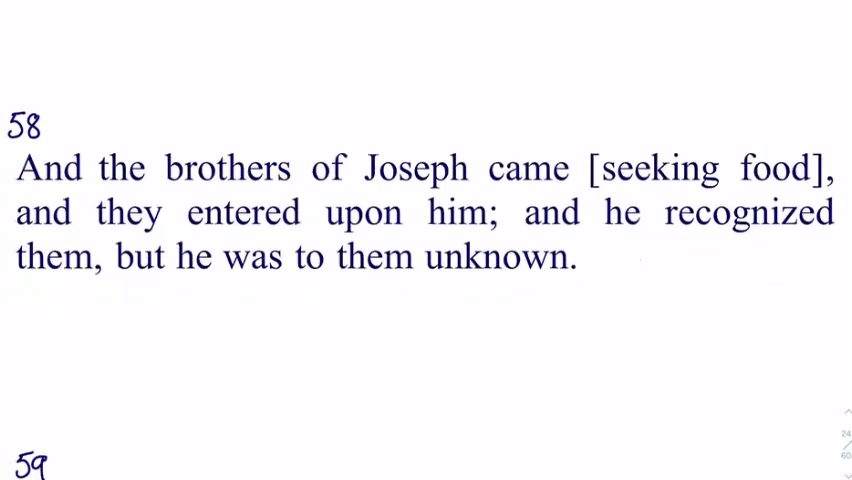 58
And the brothers of Joseph came [seeking food],
and they entered upon him; and he recognized
them, but he was to them unknown.
24
60
59